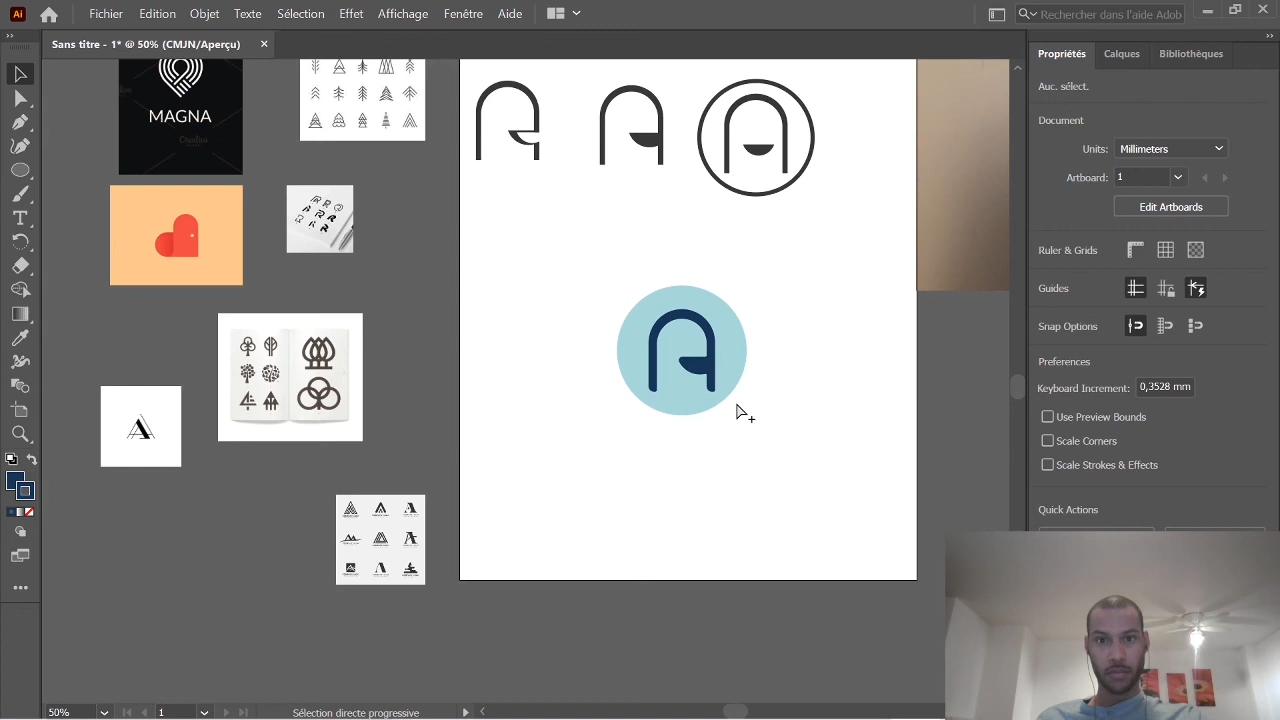 Ai
Fichier Edition Objet Texte Sélection Effet Affichage Fenêtre Aide
Rechercher dans l'aide Adob
Sans titre - 1* @ 50% (CMJN/Aperçu)
MAGNA
Propriétés Calques Bibliothèques
Auc. sélect.
Document
Units: Millimeters
Artboard: 1
Edit Artboards
Ruler & Grids
Guides
Snap Options
Preferences
Keyboard Increment: 0,3528 mm
Use Preview Bounds
Scale Corners
Scale Strokes & Effects
Quick Actions
50% 1 Sélection directe progressive